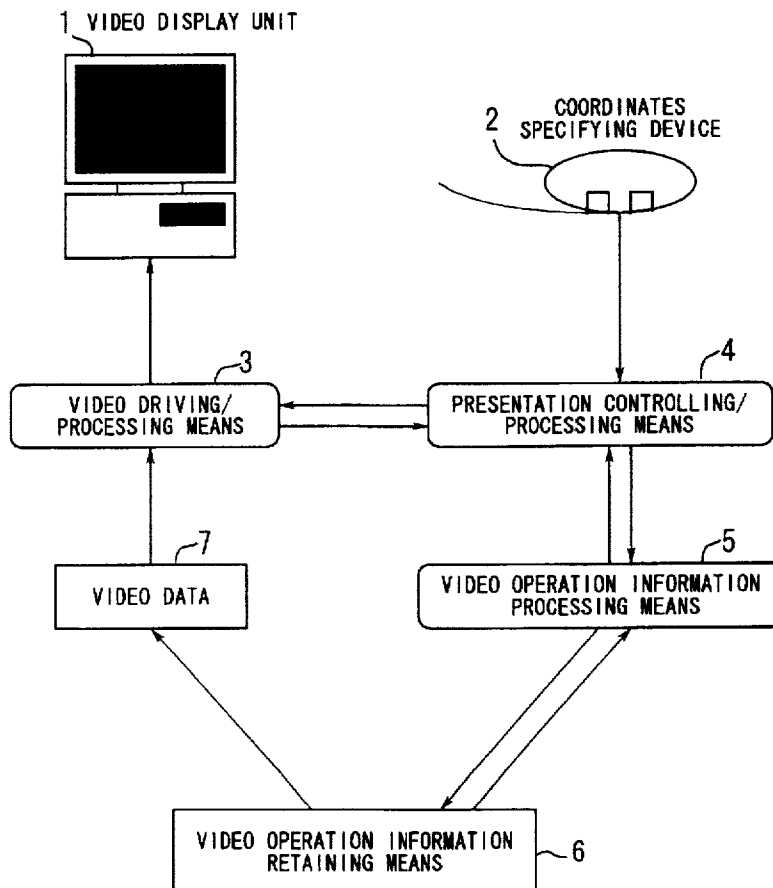 1 VIDEO DISPLAY UNIT
COORDINATES
SPECIFYING DEVICE
2
3
VIDEO DRIVING/
PROCESSING MEANS
4
PRESENTATION CONTROLLING/
PROCESSING MEANS
7
VIDEO DATA
5
VIDEO OPERATION INFORMATION
PROCESSING MEANS
VIDEO OPERATION INFORMATION
RETAINING MEANS
6